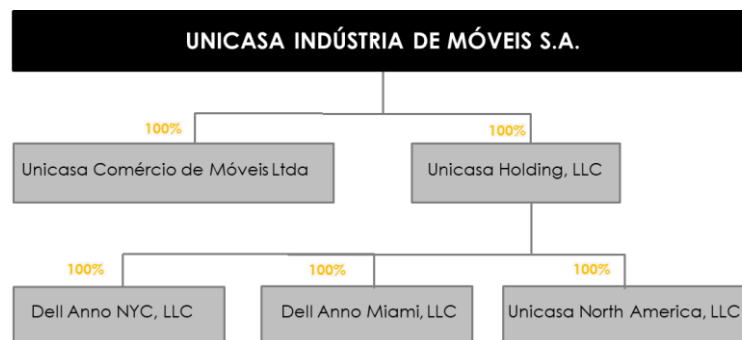 UNICASA INDÚSTRIA DE MÓVEIS S.A.
100%
100%
Unicasa Comércio de Móveis Ltda
Unicasa Holding, LLC
100%
100%
100%
Dell Anno NYC, LLC
Dell Anno Miami, LLC
Unicasa North America, LLC